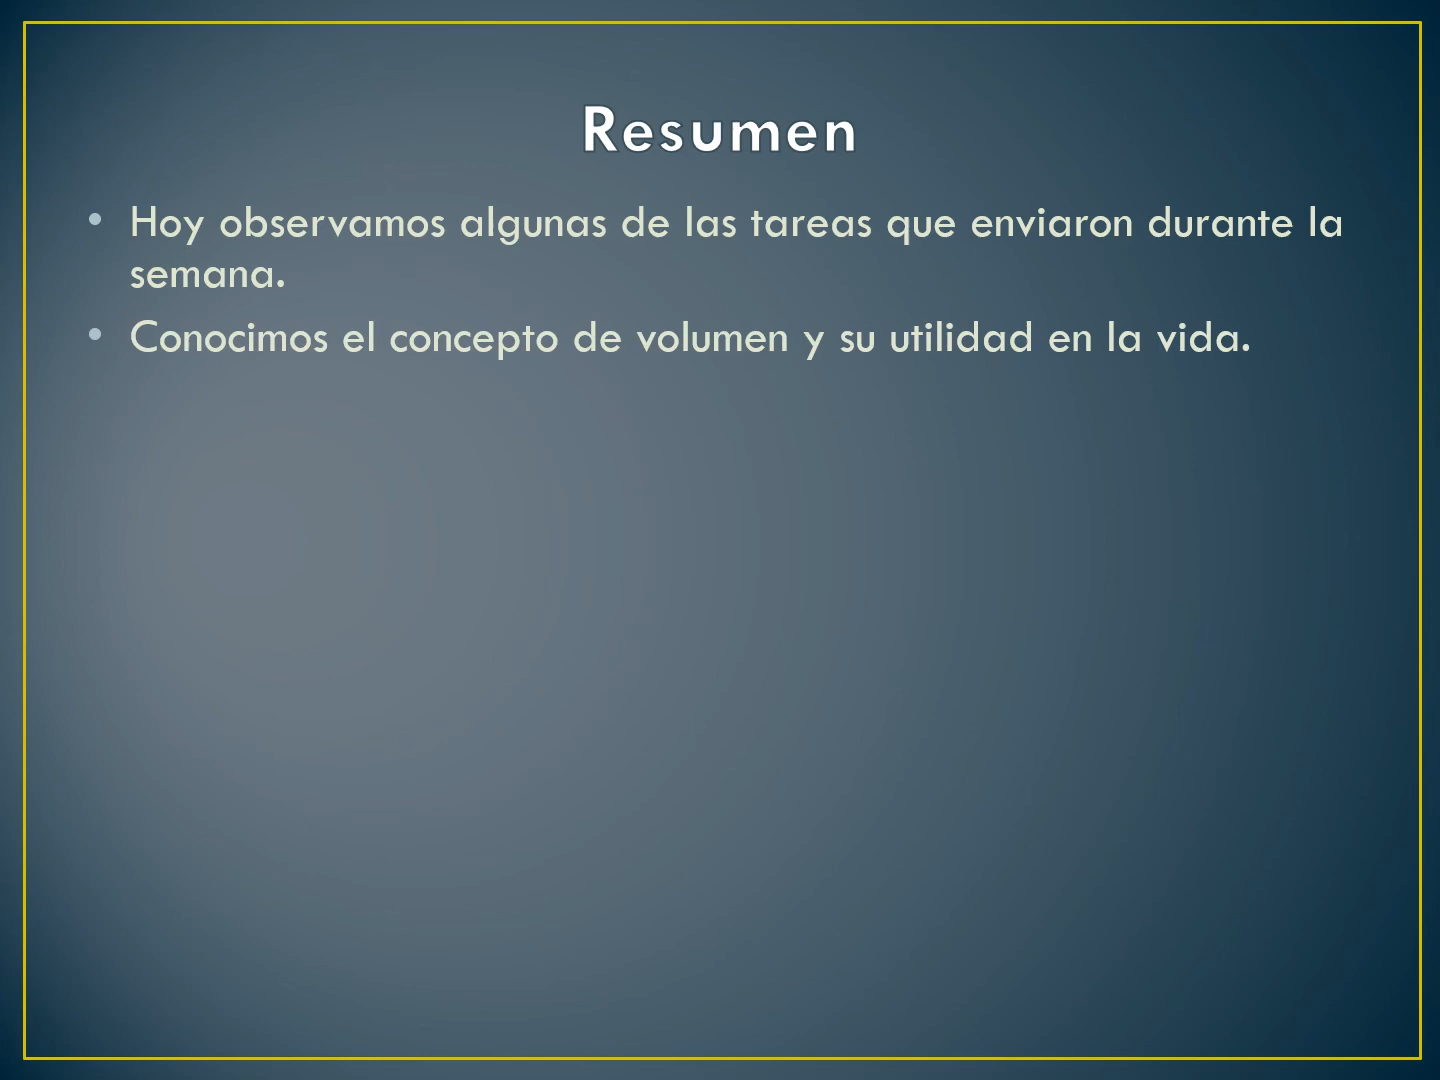 Resumen
• Hoy observamos algunas de las tareas que enviaron durante la
semana.
• Conocimos el concepto de volumen y su utilidad en la vida.